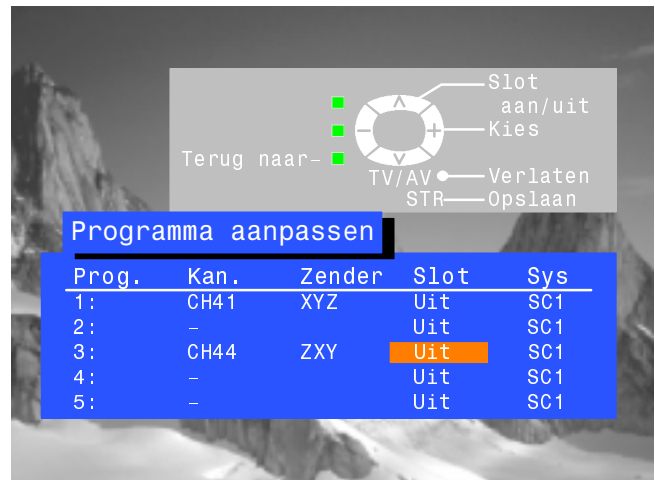 Slot
aan/uit
Kies
Terug naar–
TV/AV Verlaten
STR Opslaan
Programma aanpassen
Prog. Kan. Zender Slot Sys
1: CH41 XYZ Uit SC1
2: – Uit SC1
3: CH44 ZXY Uit SC1
4: – Uit SC1
5: – Uit SC1